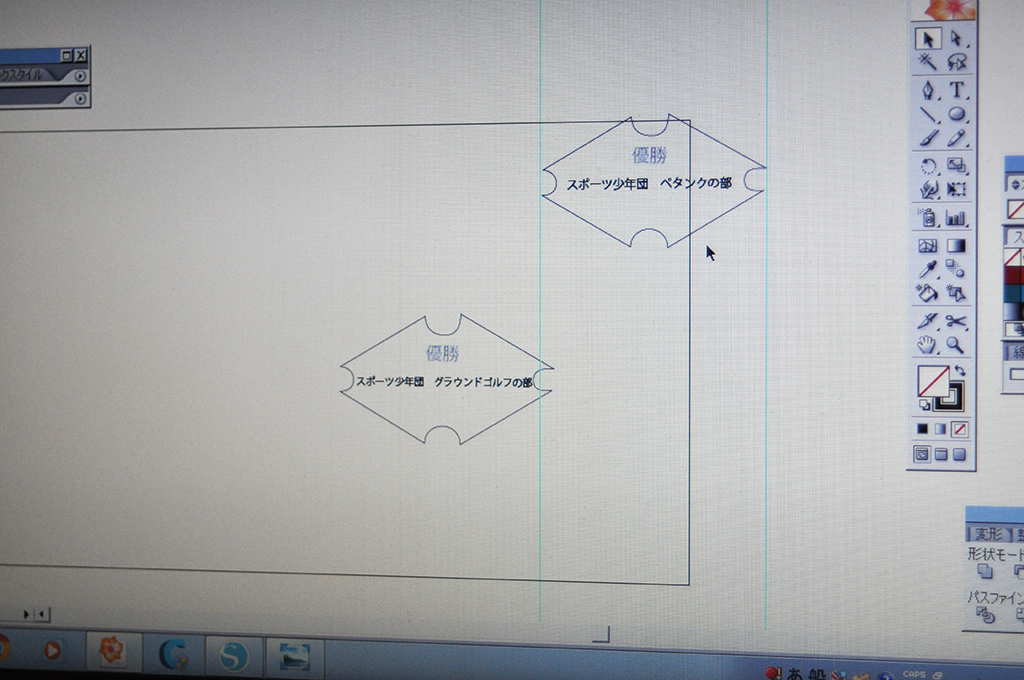 優勝
スポーツ少年団 ペタンクの部
優勝
スポーツ少年団 グラウンドゴルフの部
クスタイル
T
変形
形状モー
パスファイン
あ 般
CAPS